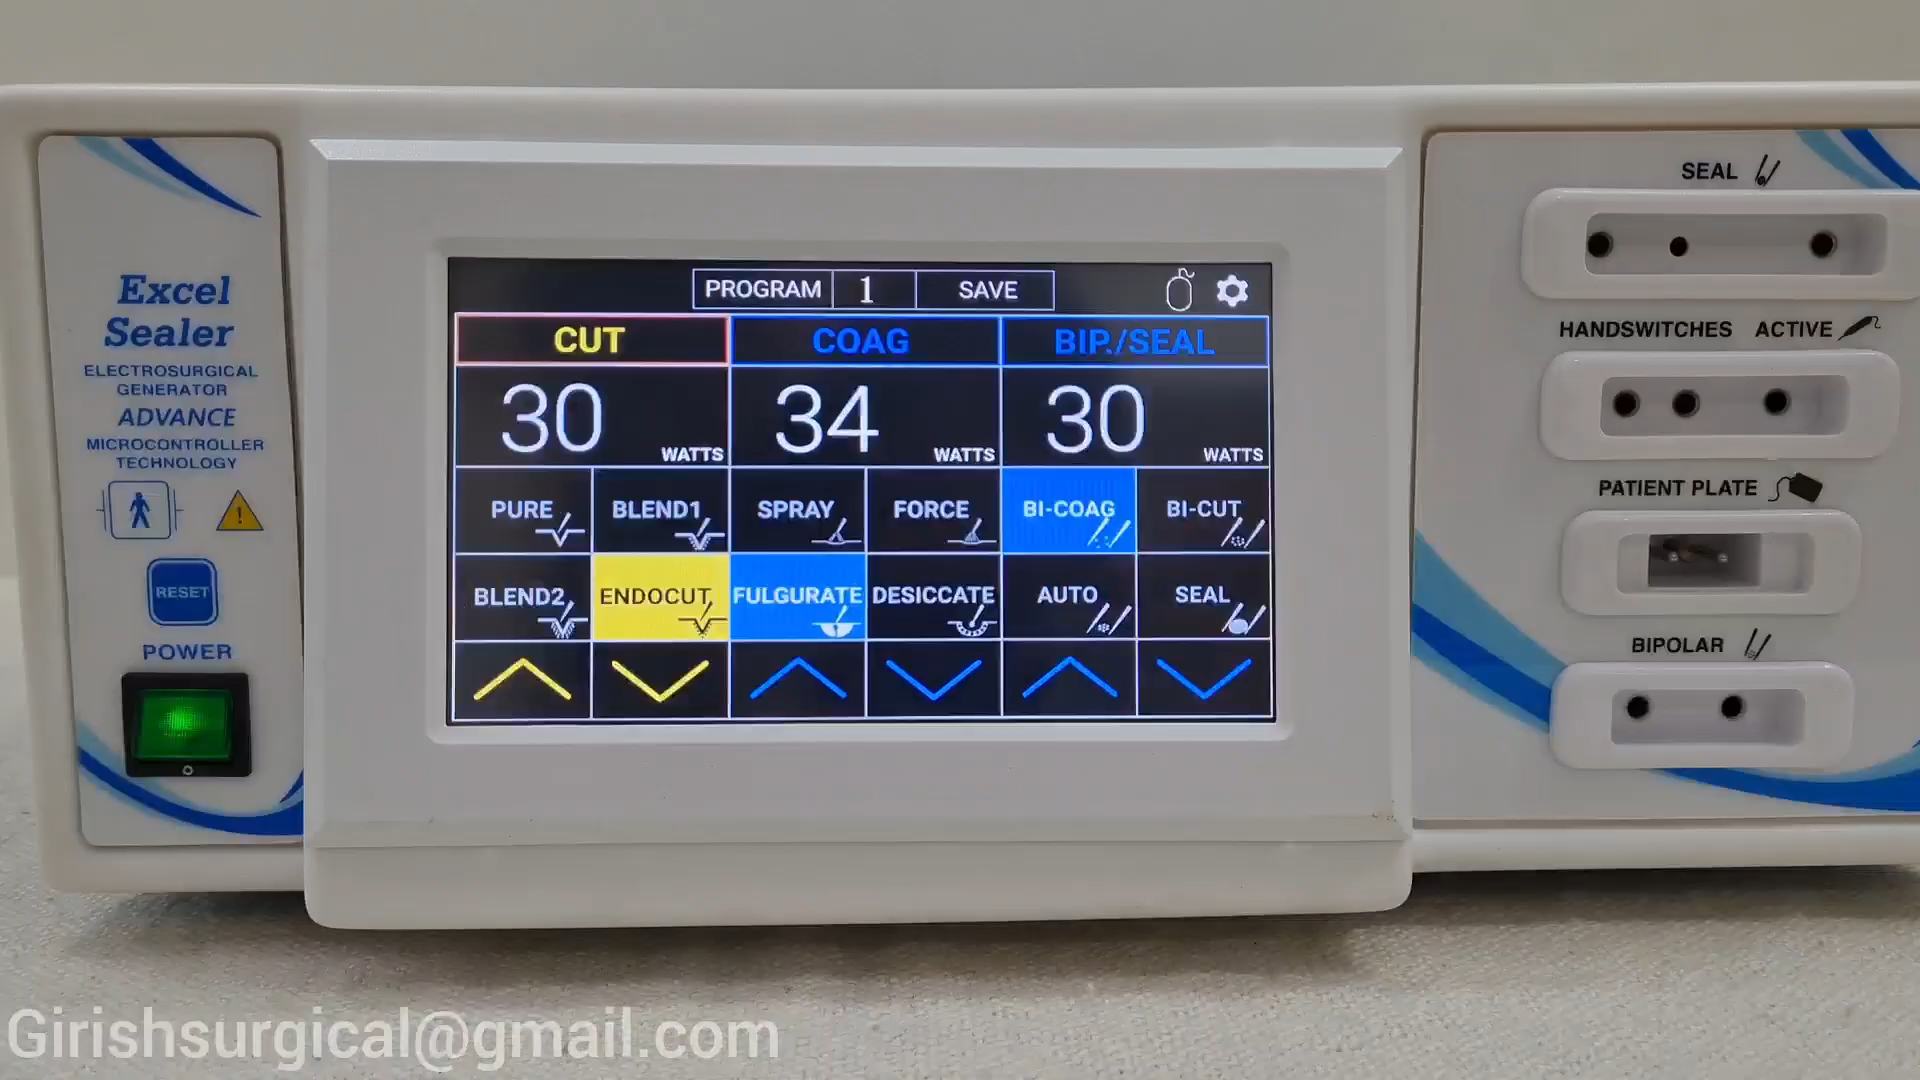 Excel
Sealer
ELECTROSURGICAL
GENERATOR
ADVANCE
MICROCONTROLLER
TECHNOLOGY
RESET
POWER
PROGRAM 1 SAVE
CUT COAG BIP./SEAL
30 WATTS 34 WATTS 30 WATTS
PURE BLEND1 SPRAY FORCE BI-COAG BI-CUT
BLEND2 ENDOCUT FULGURATE DESICCATE AUTO SEAL
SEAL
HANDSWITCHES ACTIVE
PATIENT PLATE
BIPOLAR
Girishsurgical@gmail.com